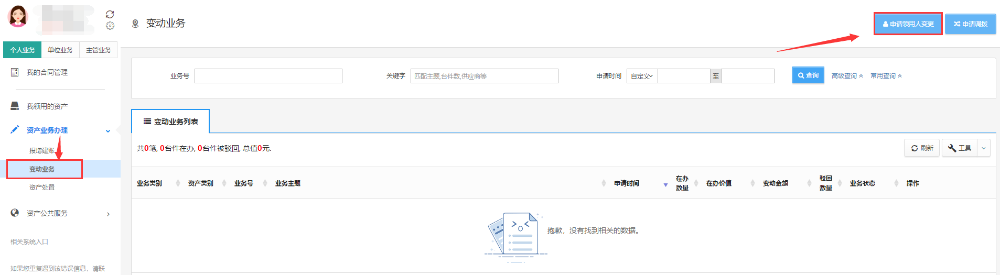 变动业务
申请领用人变更
申请调拨
个人业务
单位业务
主管业务
我的合同管理
我领用的资产
资产业务办理
报增建账
变动业务
资产处置
资产公共服务
相关系统入口
如果您重复遇到该错误信息，请联
业务号
关键字
匹配主题,台件数,供应商等
申请时间
自定义
至
查询
高级查询
常用查询
变动业务列表
共0笔, 0台件在办, 0台件被驳回, 总值0元.
刷新
工具
业务类别
资产类别
业务号
业务主题
申请时间
在办
数量
在办价值
变动金额
驳回
数量
业务状态
操作
抱歉，没有找到相关的数据。